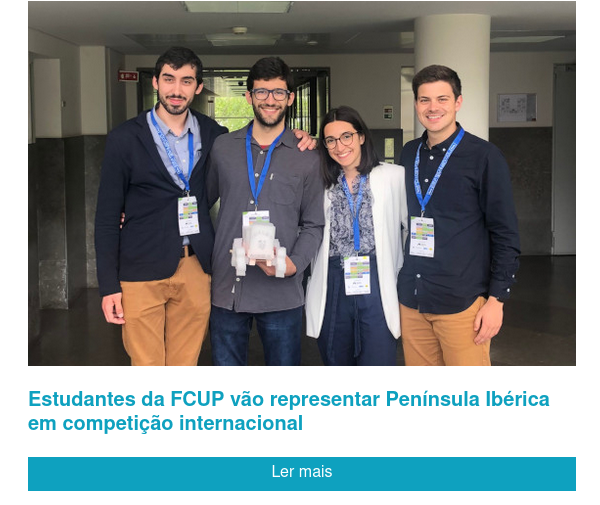 Estudantes da FCUP vão representar Península Ibérica
em competição internacional
Ler mais